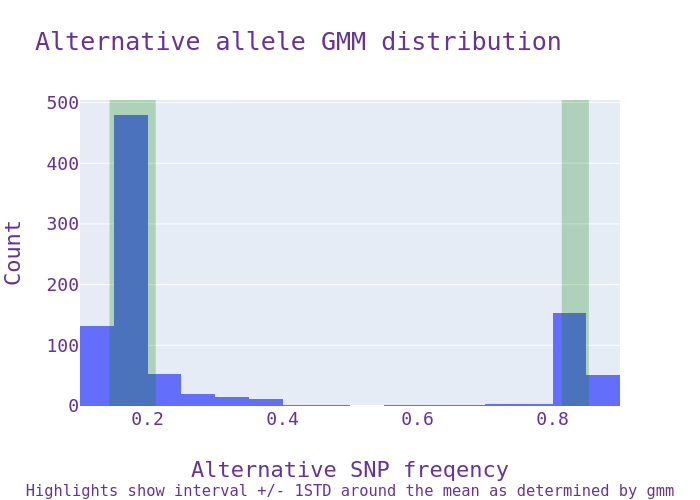 Alternative allele GMM distribution
500
400
300
200
100
0
Count
0.2
0.4
0.6
0.8
Alternative SNP freqency
Highlights show interval +/- 1STD around the mean as determined by gmm